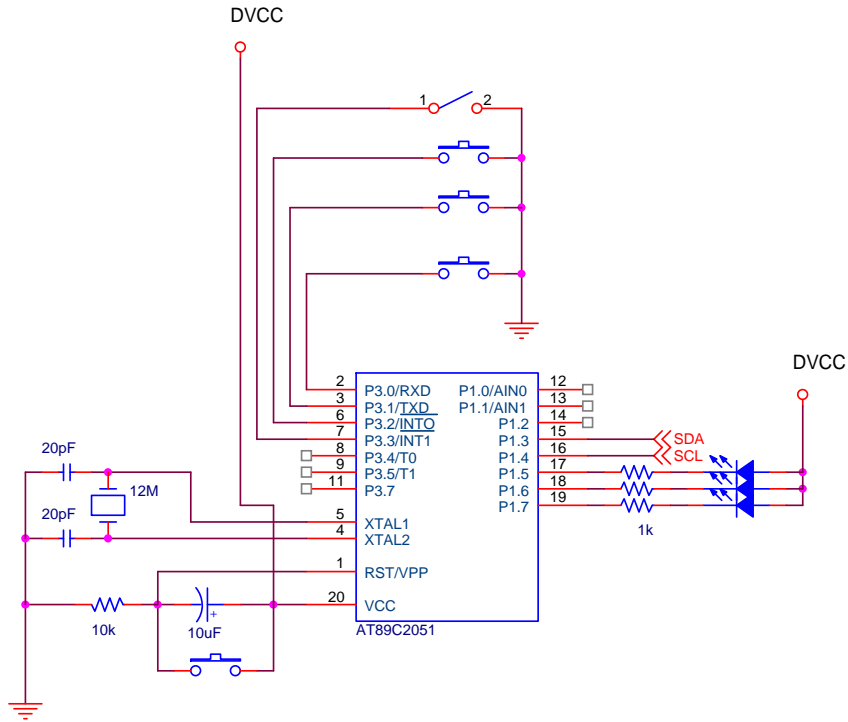 DVCC
1 2
DVCC
2 P3.0/RXD P1.0/AIN0 12
3 P3.1/TXD P1.1/AIN1 13
6 P3.2/INTO P1.2 14
7 P3.3/INT1 P1.3 15 SDA
8 P3.4/T0 P1.4 16 SCL
9 P3.5/T1 P1.5 17
11 P3.7 P1.6 18
P1.7 19
1k
20pF
12M
20pF
5 XTAL1
4 XTAL2
1 RST/VPP
20 VCC
10k
10uF
+
AT89C2051